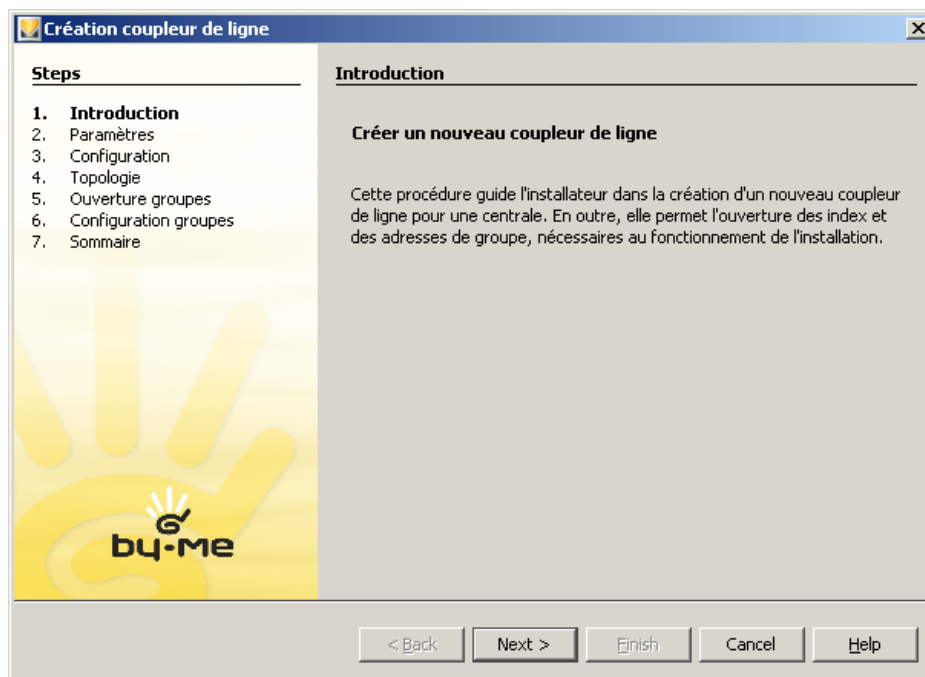 Création coupleur de ligne
Steps
1. Introduction
2. Paramètres
3. Configuration
4. Topologie
5. Ouverture groupes
6. Configuration groupes
7. Sommaire
by-me
Introduction
Créer un nouveau coupleur de ligne
Cette procédure guide l'installateur dans la création d'un nouveau coupleur
de ligne pour une centrale. En outre, elle permet l'ouverture des index et
des adresses de groupe, nécessaires au fonctionnement de l'installation.
< Back
Next >
Finish
Cancel
Help